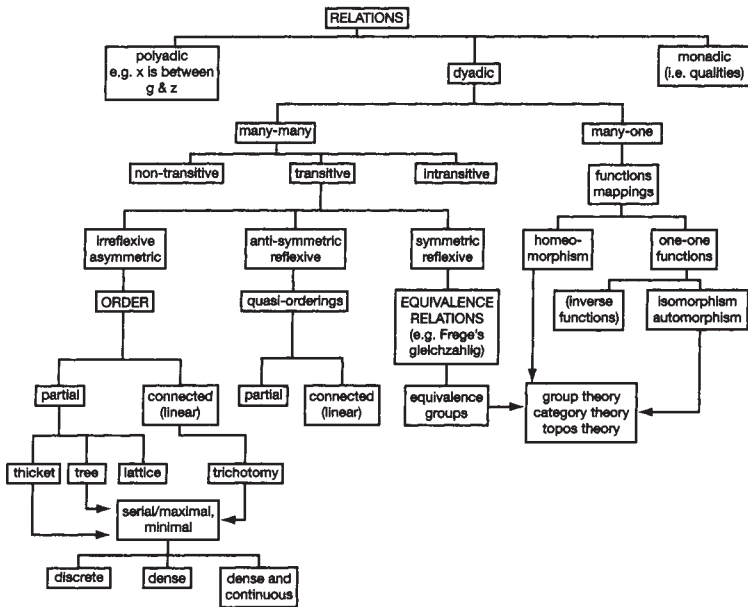 RELATIONS
polyadic
e.g. x is between
g & z
dyadic
monadic
(i.e. qualities)
many-many
many-one
non-transitive
transitive
intransitive
functions
mappings
irreflexive
asymmetric
anti-symmetric
reflexive
symmetric
reflexive
homeo-
morphism
one-one
functions
ORDER
quasi-orderings
EQUIVALENCE
RELATIONS
(e.g. Frege's
gleichzahlig)
(inverse
functions)
isomorphism
automorphism
partial
connected
(linear)
partial
connected
(linear)
equivalence
groups
group theory
category theory
topos theory
thicket
tree
lattice
trichotomy
serial/maximal,
minimal
discrete
dense
dense and
continuous